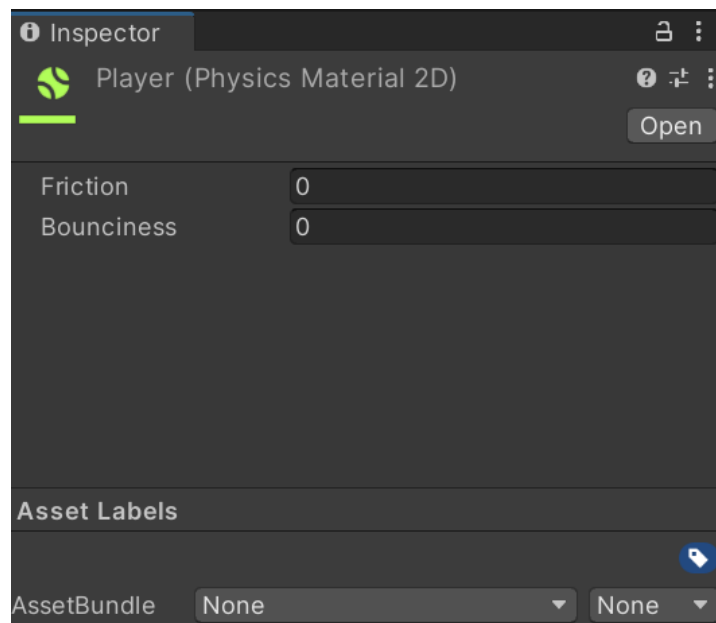 Inspector
Player (Physics Material 2D)
Open
Friction 0
Bounciness 0
Asset Labels
AssetBundle None None